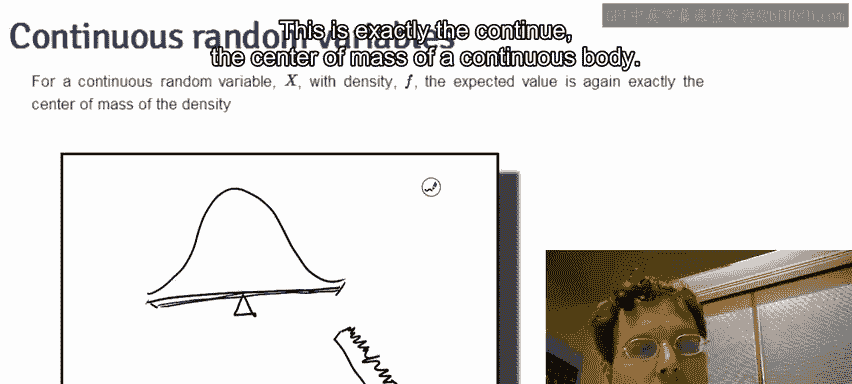 Continuous random variables
This is exactly the continue,
the center of mass of a continuous body.
For a continuous random variable, X, with density, f, the expected value is again exactly the
center of mass of the density